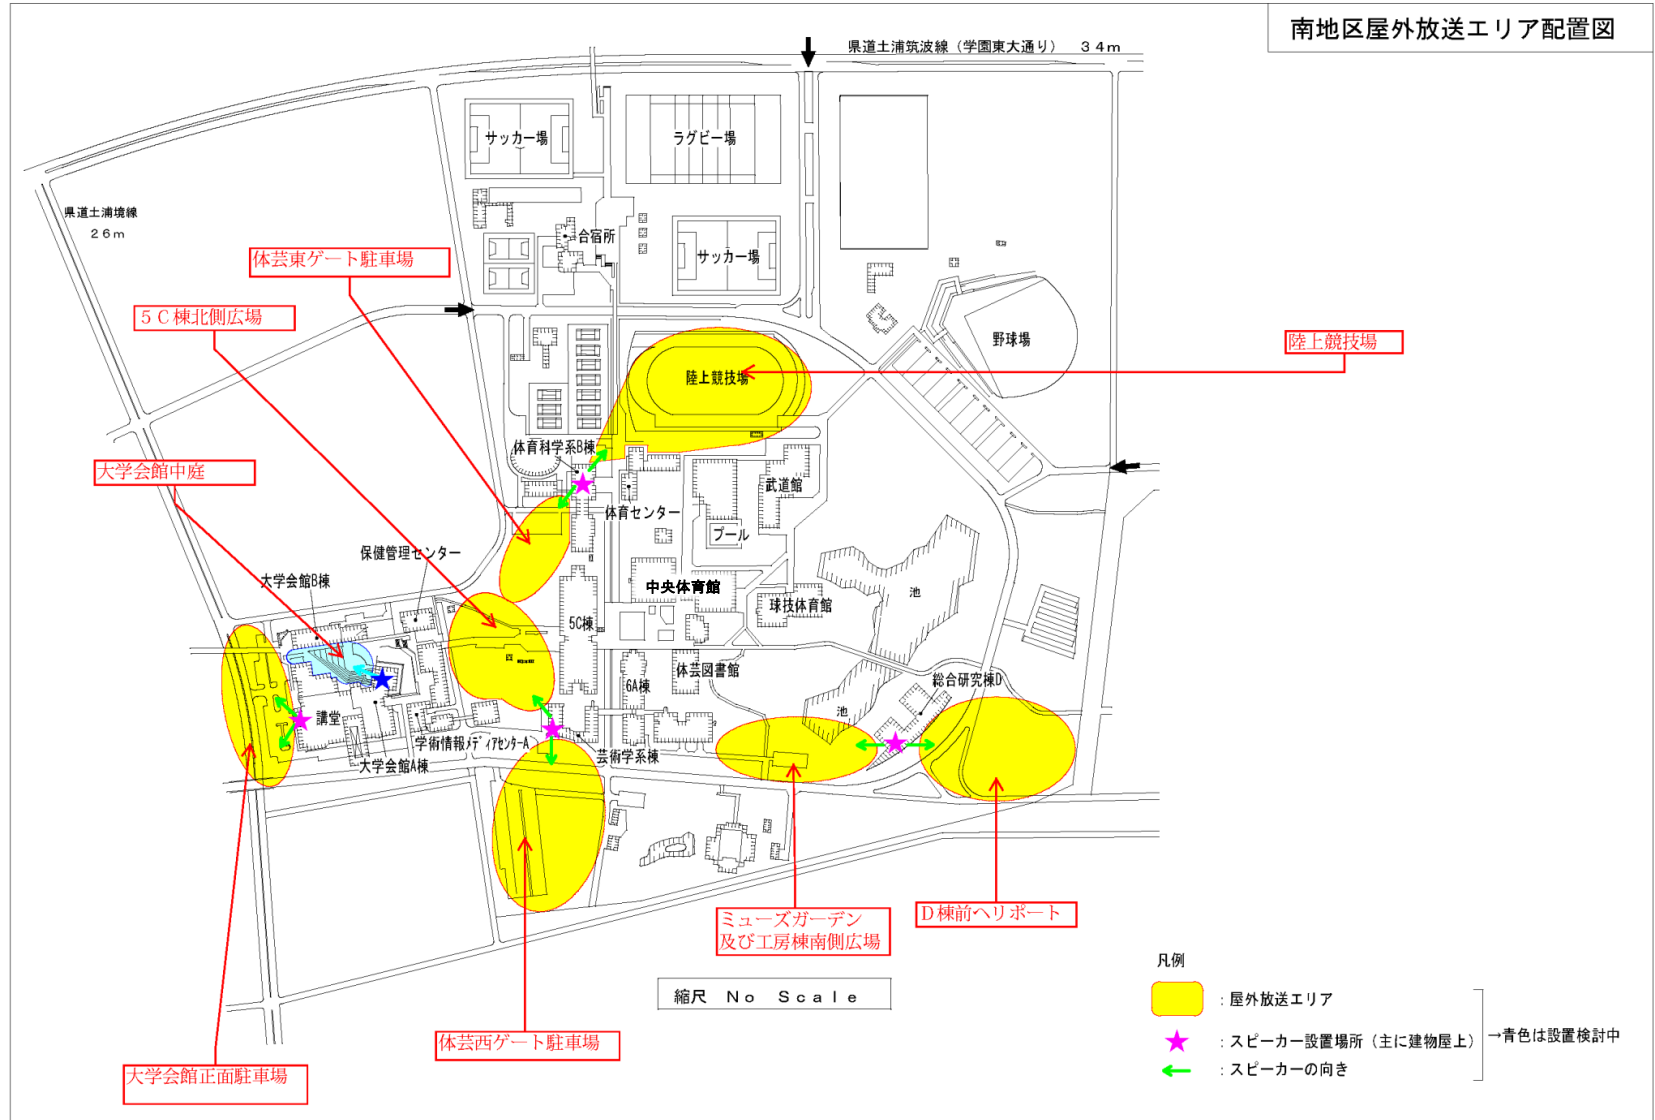 南地区屋外放送エリア配置図
県道土浦筑波線（学園東大通り）　３４ｍ
サッカー場
ラグビー場
県道土浦境線
２６ｍ
合宿所
サッカー場
体芸東ゲート駐車場
５Ｃ棟北側広場
野球場
陸上競技場
陸上競技場
体育科学系B棟
大学会館中庭
武道館
体育センター
プール
保健管理センター
大学会館B棟
中央体育館
池
球技体育館
5C棟
体芸図書館
6A棟
総合研究棟D
池
講堂
学術情報ﾒﾃﾞｨｱｾﾝﾀｰA
芸術学系棟
大学会館A棟
ミューズガーデン
及び工房棟南側広場
Ｄ棟前ヘリポート
凡例
縮尺　Ｎｏ　Ｓｃａｌｅ
：屋外放送エリア
体芸西ゲート駐車場
：スピーカー設置場所（主に建物屋上）
→青色は設置検討中
：スピーカーの向き
大学会館正面駐車場